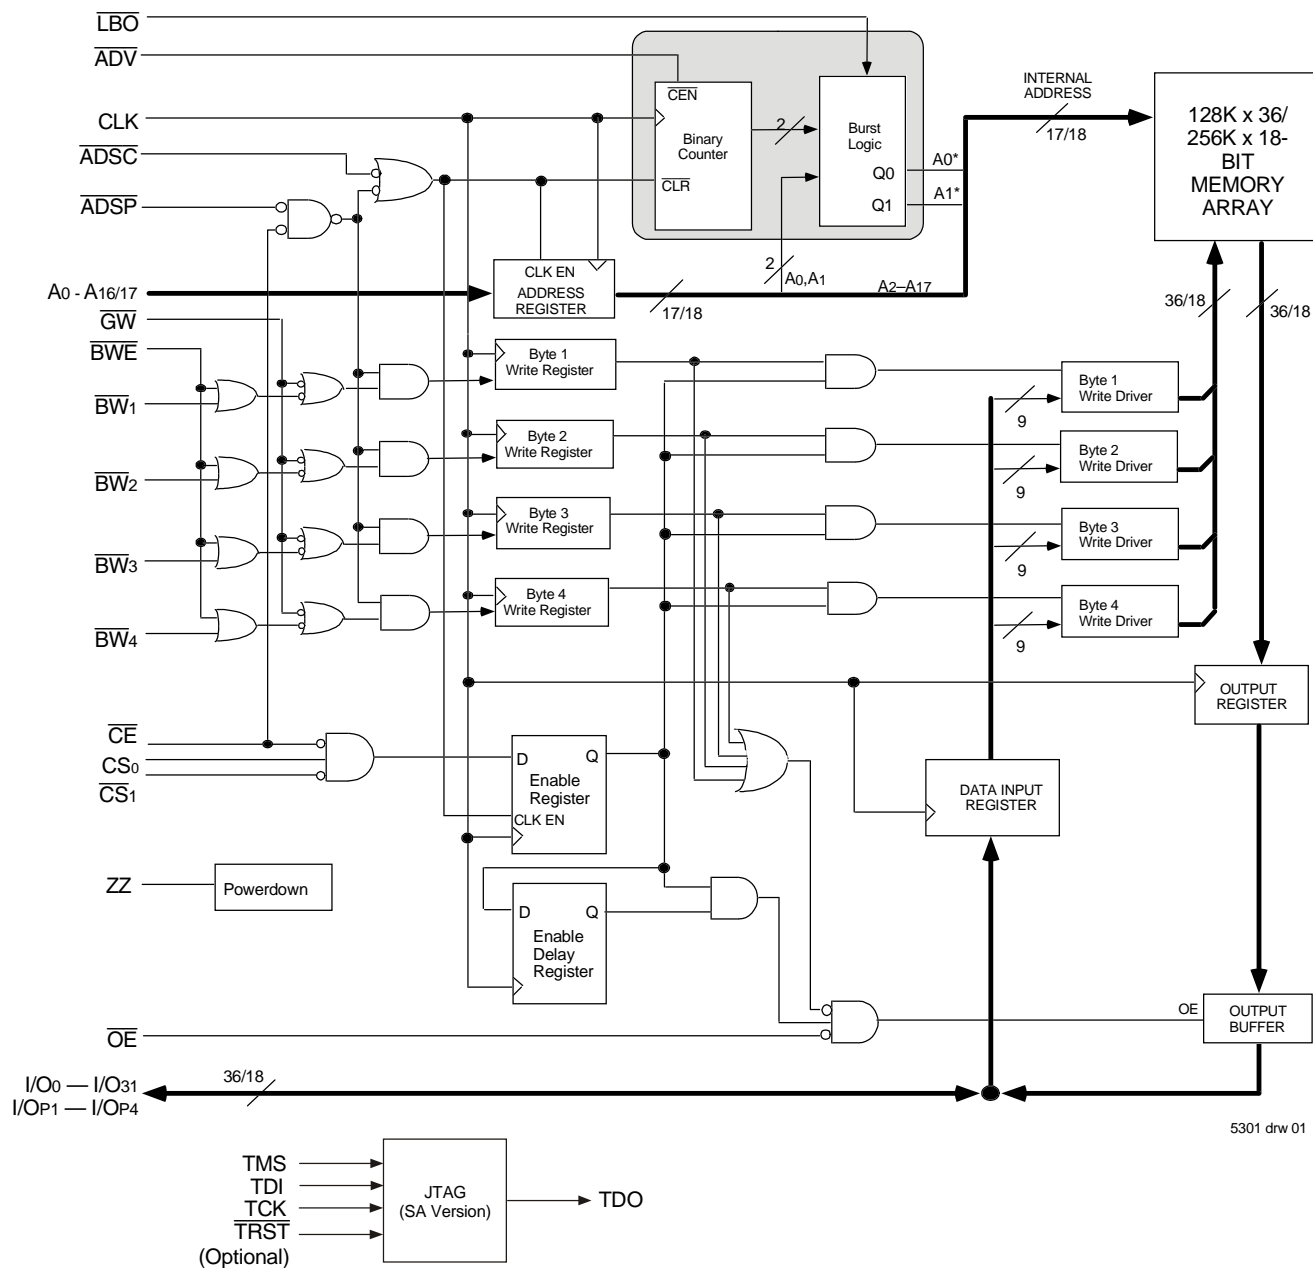 LBO
ADV
CLK
ADSC
ADSP
A0 - A16/17
GW
BWE
BW1
BW2
BW3
BW4
CE
CS0
CS1
ZZ
OE
I/O0 — I/O31
I/OP1 — I/OP4
36/18
CEN
Binary
Counter
CLR
2
Burst
Logic
Q0
Q1
A0*
A1*
2
A0,A1
A2–A17
INTERNAL
ADDRESS
17/18
128K x 36/
256K x 18-
BIT
MEMORY
ARRAY
CLK EN
ADDRESS
REGISTER
17/18
36/18
36/18
Byte 1
Write Register
Byte 2
Write Register
Byte 3
Write Register
Byte 4
Write Register
9
Byte 1
Write Driver
9
Byte 2
Write Driver
9
Byte 3
Write Driver
9
Byte 4
Write Driver
OUTPUT
REGISTER
D Q
Enable
Register
CLK EN
DATA INPUT
REGISTER
Powerdown
D Q
Enable
Delay
Register
OE
OUTPUT
BUFFER
5301 drw 01
TMS
TDI
TCK
TRST
(Optional)
JTAG
(SA Version)
TDO